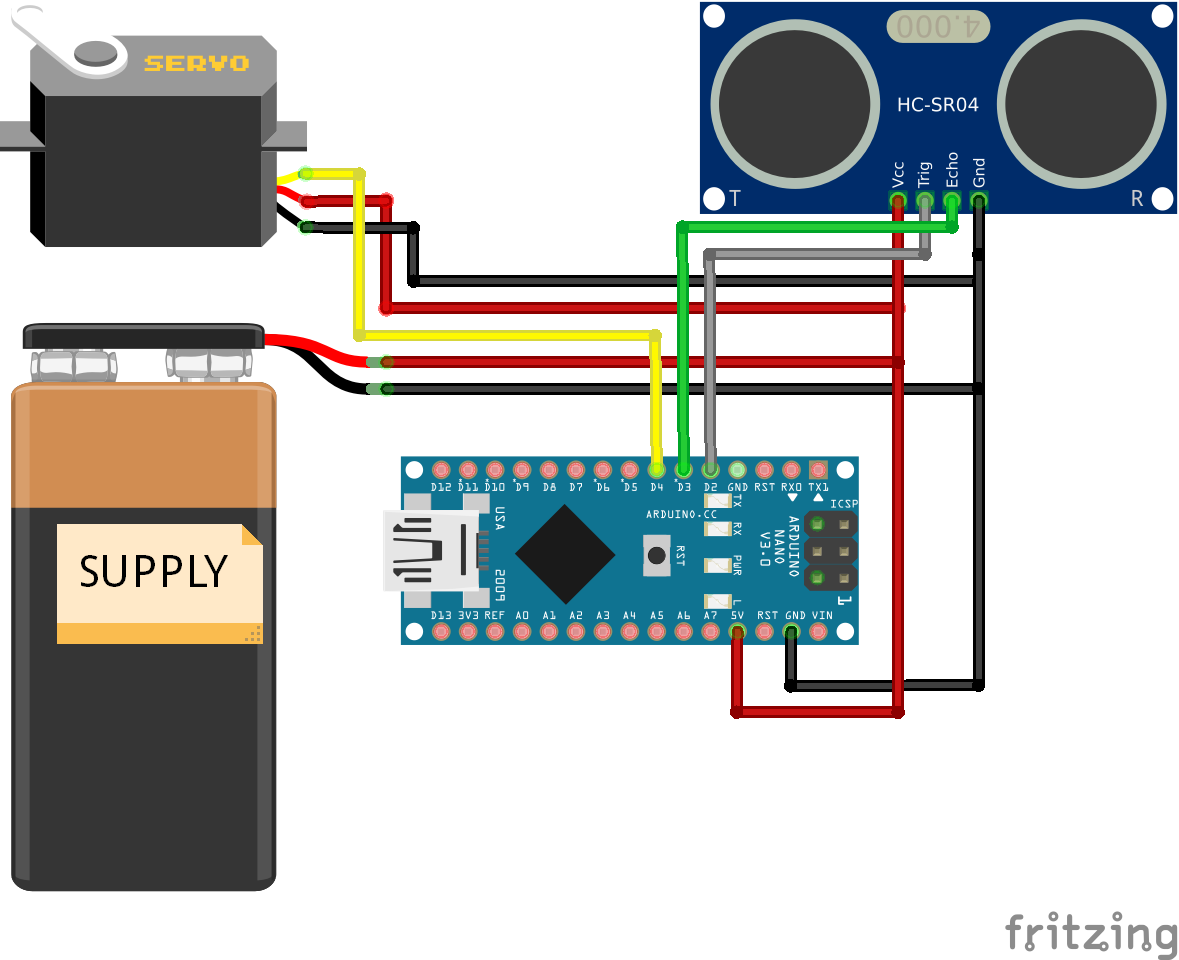 SERVO
4.000
HC-SR04
Vcc
Trig
Echo
Gnd
T
R
SUPPLY
D12 D11 D10 D9 D8 D7 D6 D5 D4 D3 D2 GND RST RX0 TX1
ICSP
ARDUINO.CC
TX
RX
PWR
L
RST
ARDUINO
NANO
V3.0
USA
2009
1
D13 3V3 REF A0 A1 A2 A3 A4 A5 A6 A7 5V RST GND VIN
fritzing